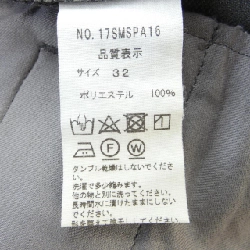 NO.17SMSPA16
品質表示
サイズ 32
ポリエステル 100%
F W
タンブル乾燥はしないでくださ
い。
洗濯で多少縮みます。
他の物と別に洗ってください。
長時間水に漬けたままにしない
でください。